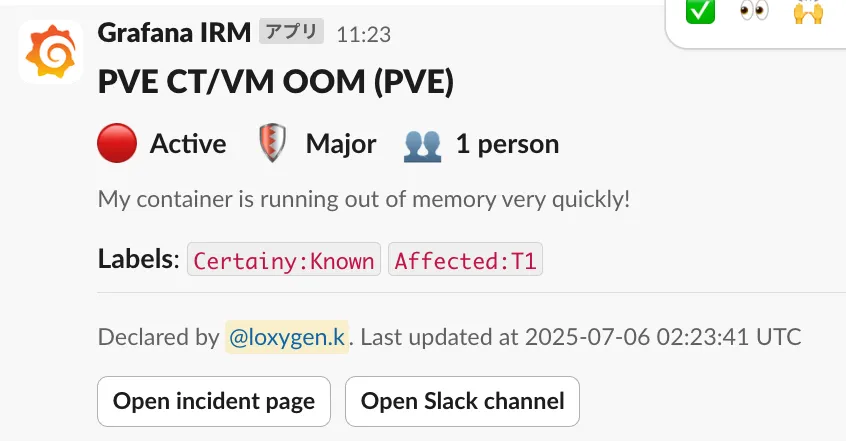 Grafana IRM アプリ 11:23
PVE CT/VM OOM (PVE)
Active Major 1 person
My container is running out of memory very quickly!
Labels: Certainy:Known Affected:T1
Declared by @loxygen.k. Last updated at 2025-07-06 02:23:41 UTC
Open incident page Open Slack channel